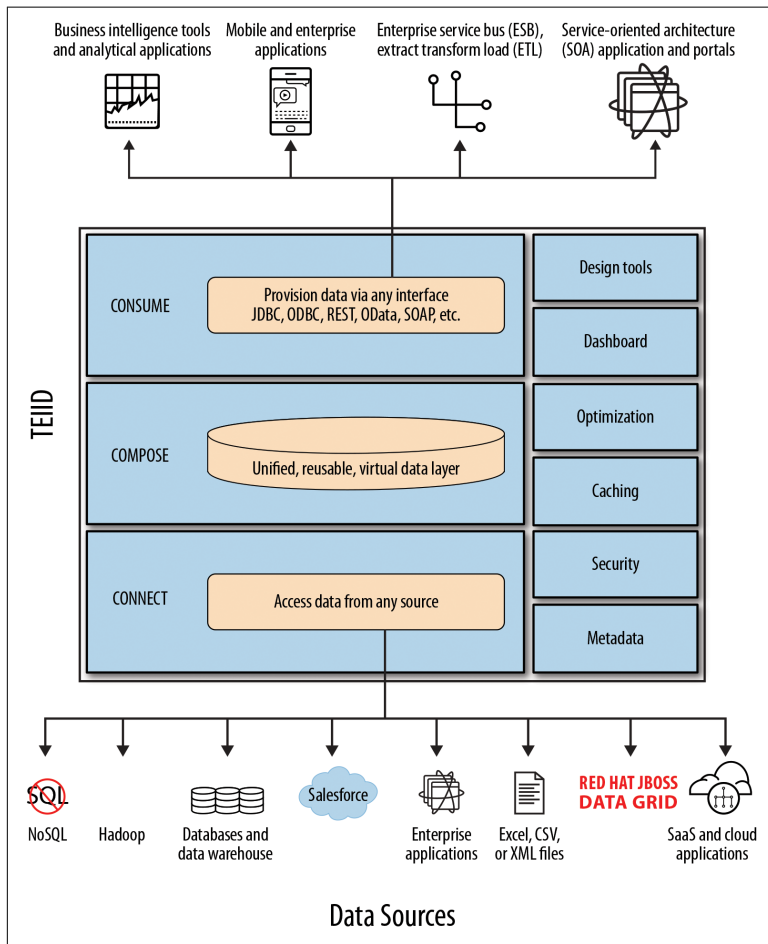 Business intelligence tools
and analytical applications
Mobile and enterprise
applications
Enterprise service bus (ESB),
extract transform load (ETL)
Service-oriented architecture
(SOA) application and portals
TEIID
CONSUME
Provision data via any interface
JDBC, ODBC, REST, OData, SOAP, etc.
COMPOSE
Unified, reusable, virtual data layer
CONNECT
Access data from any source
Design tools
Dashboard
Optimization
Caching
Security
Metadata
SQL
NoSQL
Hadoop
Databases and
data warehouse
Salesforce
Enterprise
applications
Excel, CSV,
or XML files
RED HAT JBOSS
DATA GRID
SaaS and cloud
applications
Data Sources